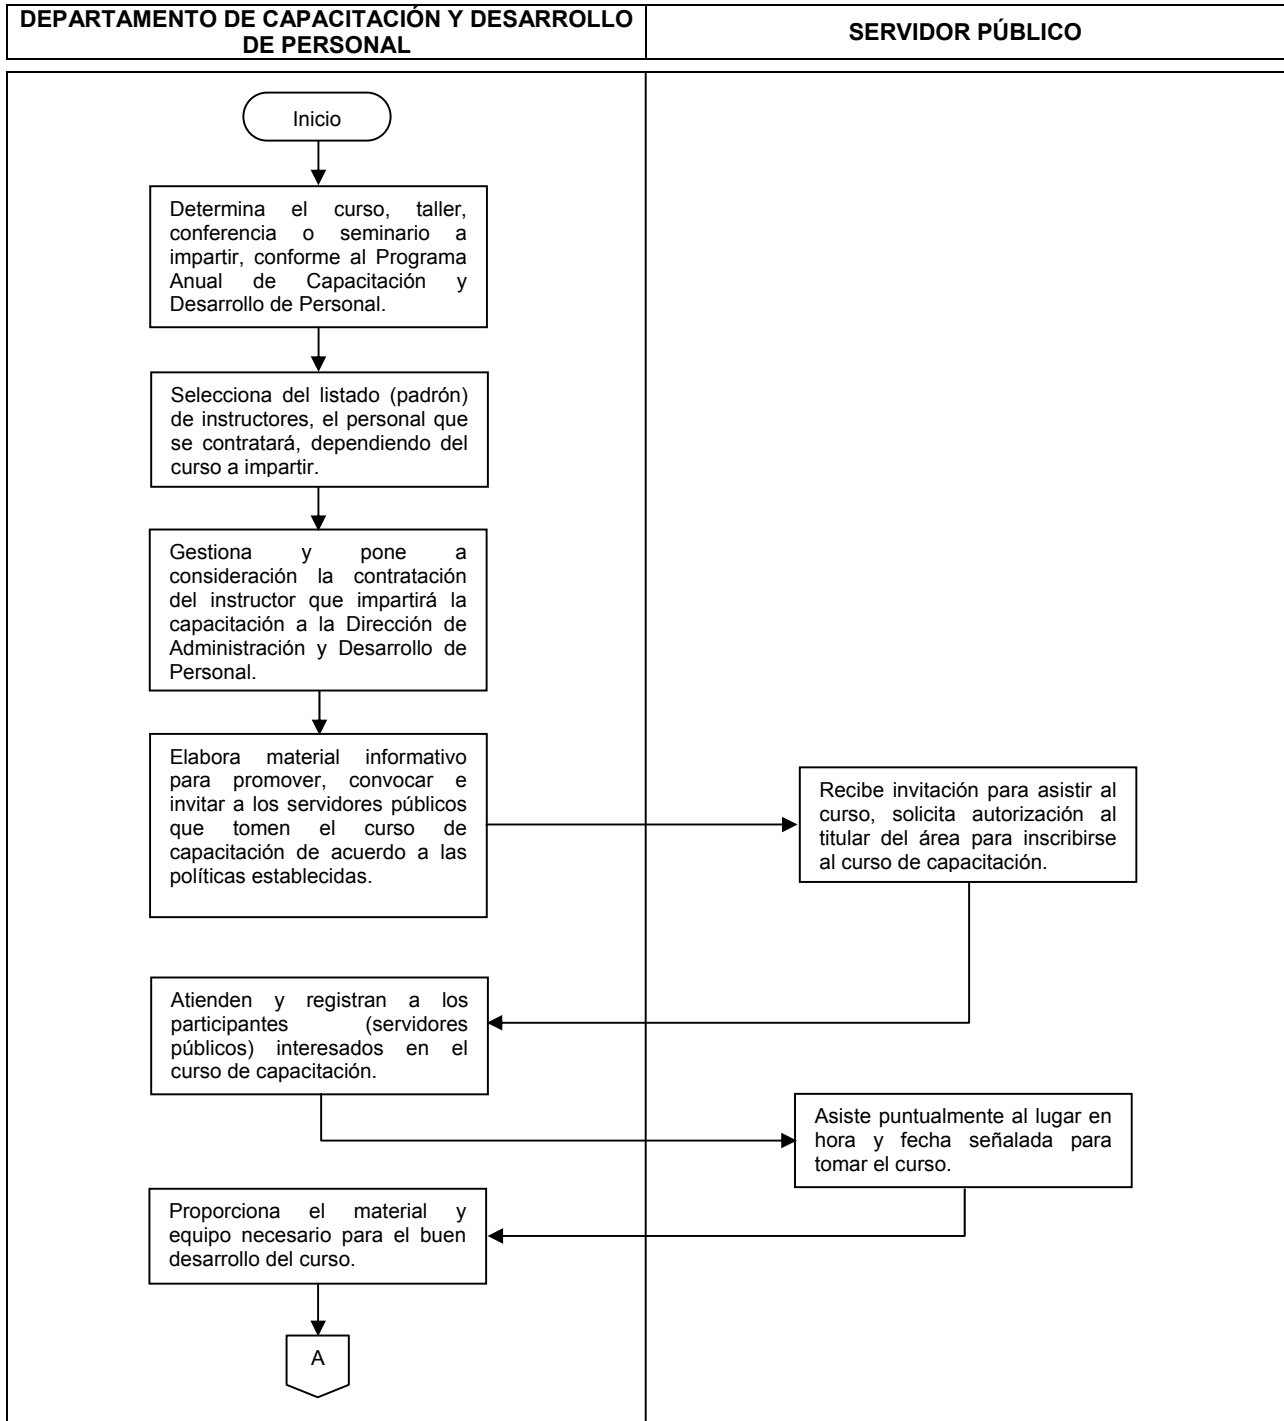 DEPARTAMENTO DE CAPACITACIÓN Y DESARROLLO
DE PERSONAL
SERVIDOR PÚBLICO
Inicio
Determina el curso, taller,
conferencia o seminario a
impartir, conforme al Programa
Anual de Capacitación y
Desarrollo de Personal.
Selecciona del listado (padrón)
de instructores, el personal que
se contratará, dependiendo del
curso a impartir.
Gestiona y pone a
consideración la contratación
del instructor que impartirá la
capacitación a la Dirección de
Administración y Desarrollo de
Personal.
Elabora material informativo
para promover, convocar e
invitar a los servidores públicos
que tomen el curso de
capacitación de acuerdo a las
políticas establecidas.
Recibe invitación para asistir al
curso, solicita autorización al
titular del área para inscribirse
al curso de capacitación.
Atienden y registran a los
participantes (servidores
públicos) interesados en el
curso de capacitación.
Asiste puntualmente al lugar en
hora y fecha señalada para
tomar el curso.
Proporciona el material y
equipo necesario para el buen
desarrollo del curso.
A